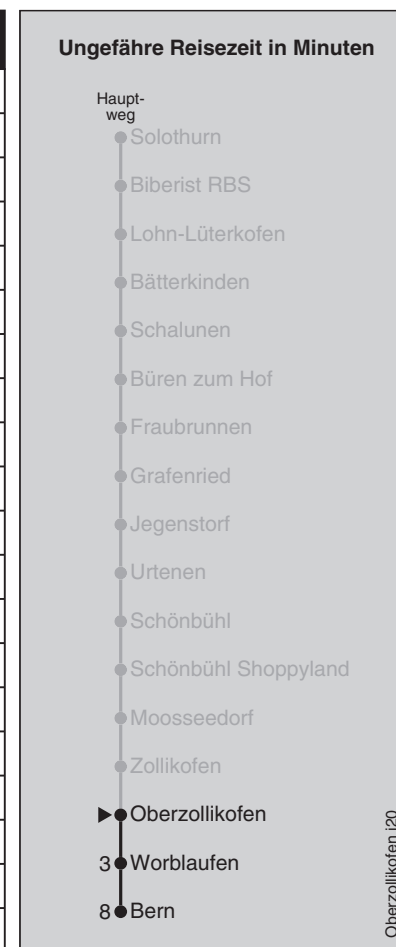 Ungefähre Reisezeit in Minuten
Haupt-
weg
Solothurn
Biberist RBS
Lohn-Lüterkofen
Bätterkinden
Schalunen
Büren zum Hof
Fraubrunnen
Grafenried
Jegenstorf
Urtenen
Schönbühl
Schönbühl Shoppyland
Moosseedorf
Zollikofen
Oberzollikofen
3 Worblaufen
8 Bern
Oberzollikofen i20